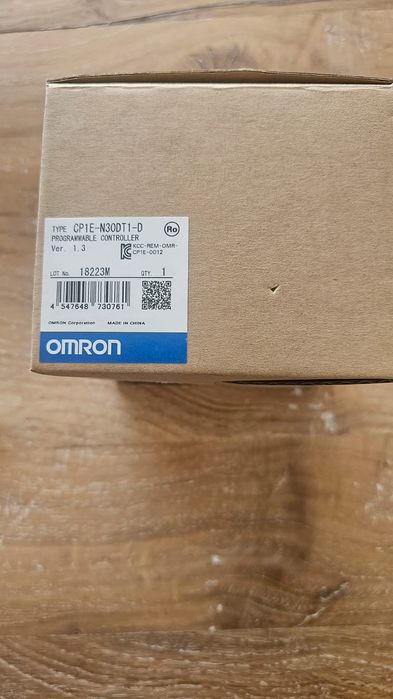 TYPE CP1E-N30DT1-D
PROGRAMMABLE CONTROLLER
Ver. 1.3
Ro
KCC-REM-OMR-
CP1E-0012
LOT No. 18223M QTY. 1
4 547648 730761
OMRON Corporation MADE IN CHINA
OMRON